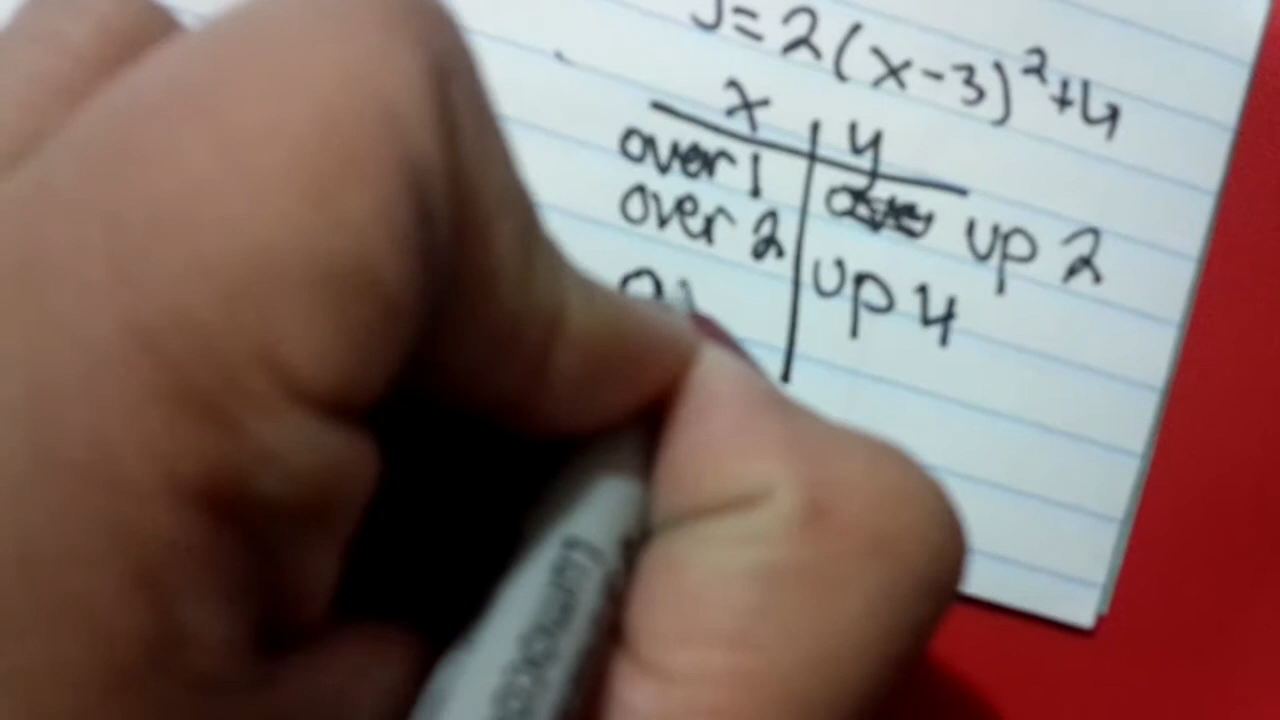 y=2(x-3)²+4
x y
over 1 up 2
over 2 up 4